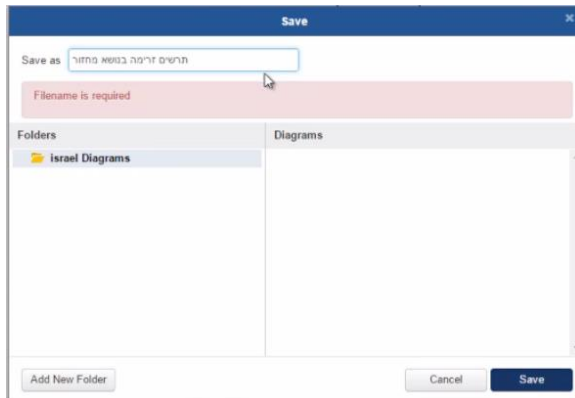 Save
Save as תרשים זרימה בנושא מחזור
Filename is required
Folders Diagrams
israel Diagrams
Add New Folder Cancel Save